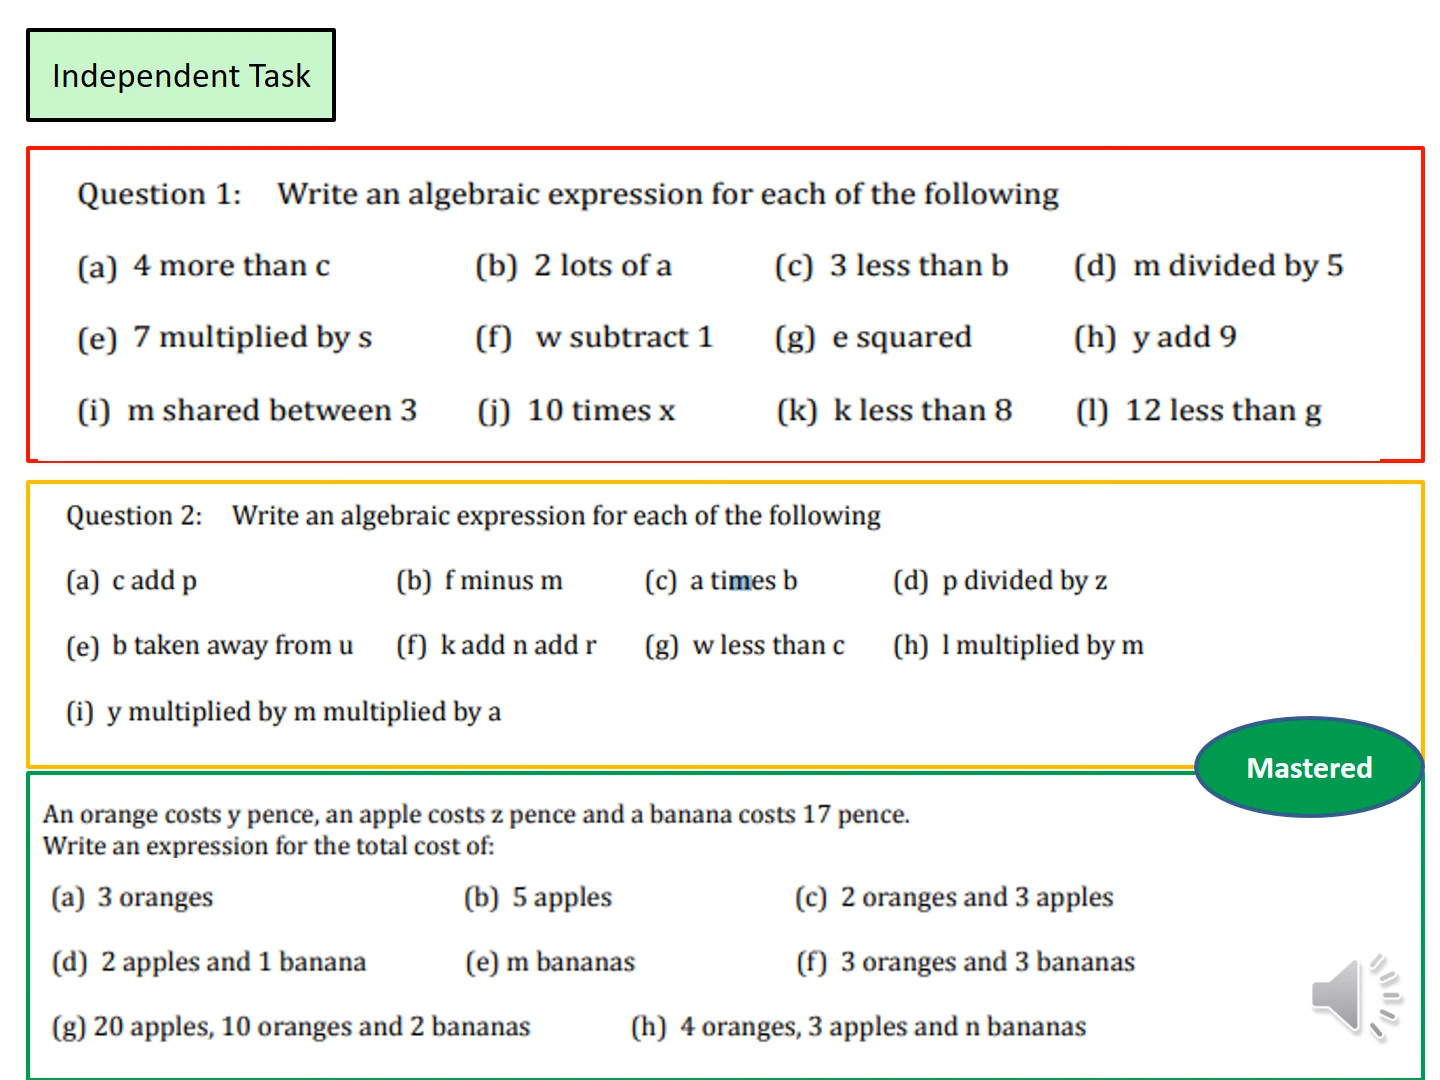 Independent Task
Question 1: Write an algebraic expression for each of the following
(a) 4 more than c (b) 2 lots of a (c) 3 less than b (d) m divided by 5
(e) 7 multiplied by s (f) w subtract 1 (g) e squared (h) y add 9
(i) m shared between 3 (j) 10 times x (k) k less than 8 (l) 12 less than g
Question 2: Write an algebraic expression for each of the following
(a) c add p (b) f minus m (c) a times b (d) p divided by z
(e) b taken away from u (f) k add n add r (g) w less than c (h) l multiplied by m
(i) y multiplied by m multiplied by a
Mastered
An orange costs y pence, an apple costs z pence and a banana costs 17 pence.
Write an expression for the total cost of:
(a) 3 oranges (b) 5 apples (c) 2 oranges and 3 apples
(d) 2 apples and 1 banana (e) m bananas (f) 3 oranges and 3 bananas
(g) 20 apples, 10 oranges and 2 bananas (h) 4 oranges, 3 apples and n bananas